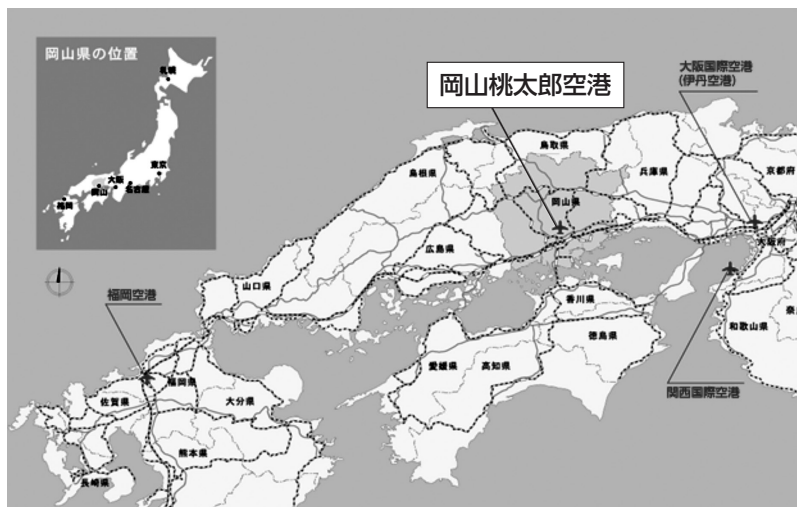 岡山県の位置
札幌
東京
大阪
名古屋
岡山
福岡
岡山桃太郎空港
大阪国際空港
(伊丹空港)
鳥取県
島根県
兵庫県
京都府
岡山県
広島県
大阪府
山口県
福岡空港
香川県
和歌山県
奈
徳島県
愛媛県
高知県
関西国際空港
福岡県
佐賀県
大分県
熊本県
長崎県